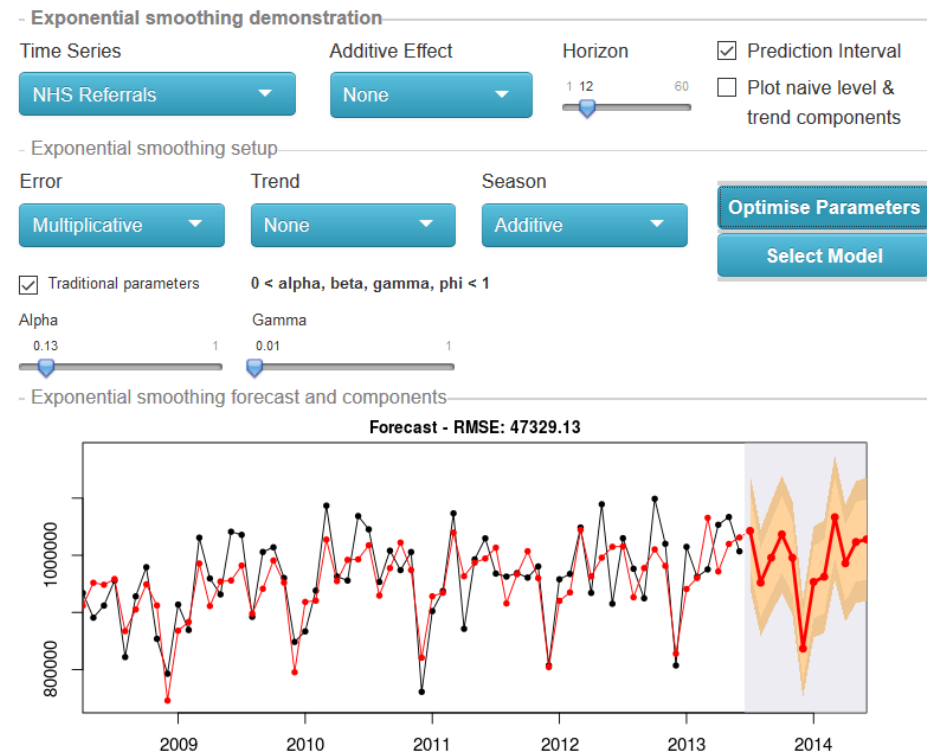 Exponential smoothing demonstration
Time Series Additive Effect Horizon Prediction Interval
NHS Referrals None 1 12 60 Plot naive level &
trend components
Exponential smoothing setup
Error Trend Season
Multiplicative None Additive Optimise Parameters
Select Model
Traditional parameters 0 < alpha, beta, gamma, phi < 1
Alpha Gamma
0.13 1 0.01 1
Exponential smoothing forecast and components
Forecast - RMSE: 47329.13
1000000
800000
2009 2010 2011 2012 2013 2014